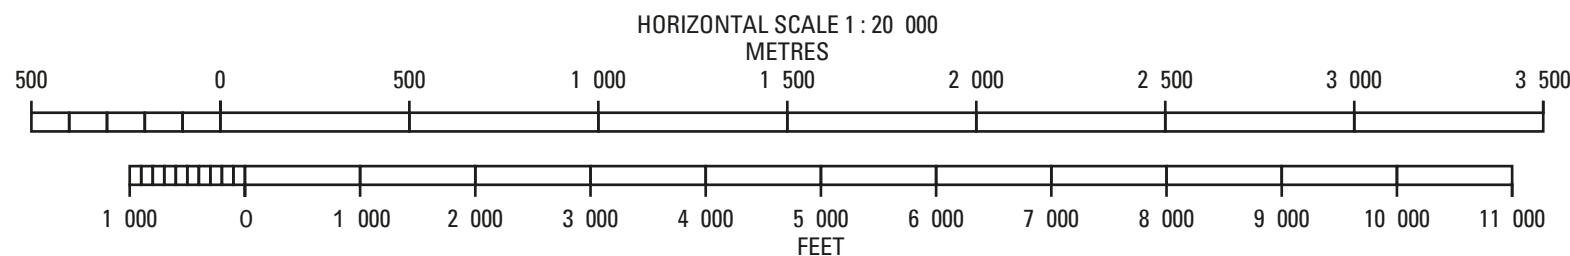 HORIZONTAL SCALE 1 : 20 000
METRES
500 0 500 1 000 1 500 2 000 2 500 3 000 3 500
1 000 0 1 000 2 000 3 000 4 000 5 000 6 000 7 000 8 000 9 000 10 000 11 000
FEET